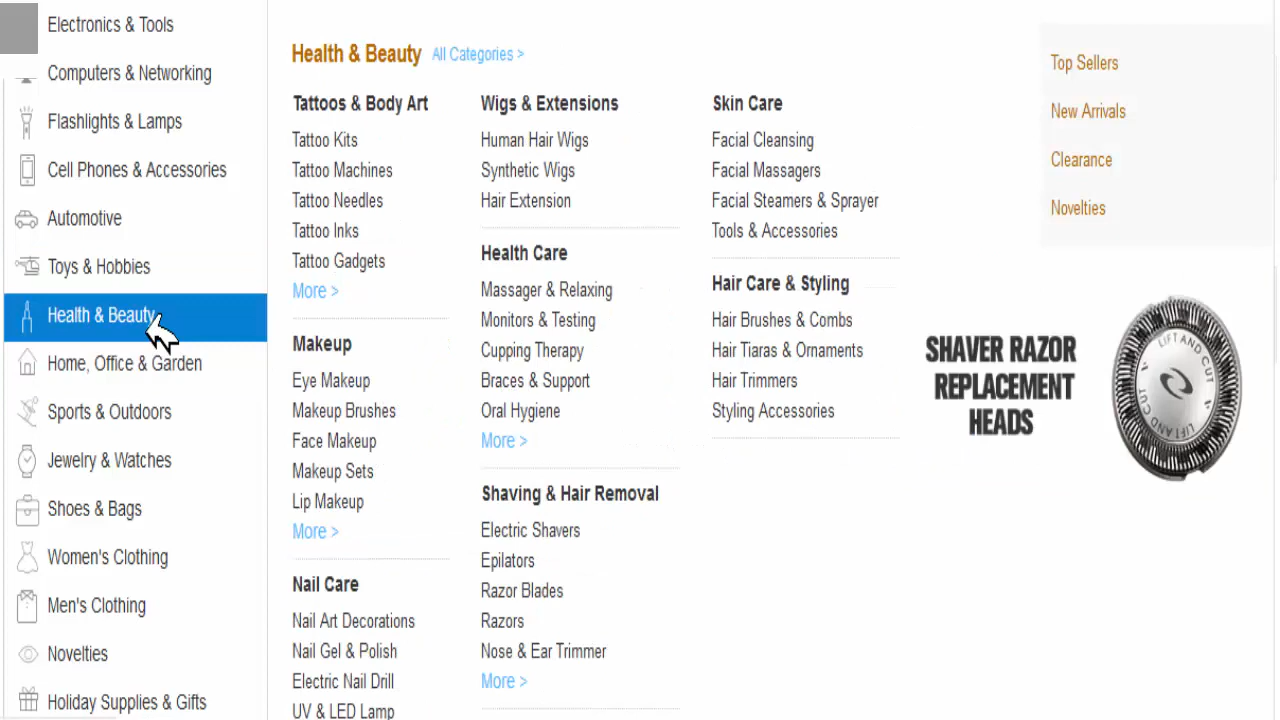 Electronics & Tools
Computers & Networking
Flashlights & Lamps
Cell Phones & Accessories
Automotive
Toys & Hobbies
Health & Beauty
Home, Office & Garden
Sports & Outdoors
Jewelry & Watches
Shoes & Bags
Women's Clothing
Men's Clothing
Novelties
Holiday Supplies & Gifts
Health & Beauty All Categories >
Tattoos & Body Art
Tattoo Kits
Tattoo Machines
Tattoo Needles
Tattoo Inks
Tattoo Gadgets
More >
Makeup
Eye Makeup
Makeup Brushes
Face Makeup
Makeup Sets
Lip Makeup
More >
Nail Care
Nail Art Decorations
Nail Gel & Polish
Electric Nail Drill
UV & LED Lamp
Wigs & Extensions
Human Hair Wigs
Synthetic Wigs
Hair Extension
Health Care
Massager & Relaxing
Monitors & Testing
Cupping Therapy
Braces & Support
Oral Hygiene
More >
Shaving & Hair Removal
Electric Shavers
Epilators
Razor Blades
Razors
Nose & Ear Trimmer
More >
Skin Care
Facial Cleansing
Facial Massagers
Facial Steamers & Sprayer
Tools & Accessories
Hair Care & Styling
Hair Brushes & Combs
Hair Tiaras & Ornaments
Hair Trimmers
Styling Accessories
Top Sellers
New Arrivals
Clearance
Novelties
SHAVER RAZOR
REPLACEMENT
HEADS
LIFT AND CUT
LIFT AND CUT